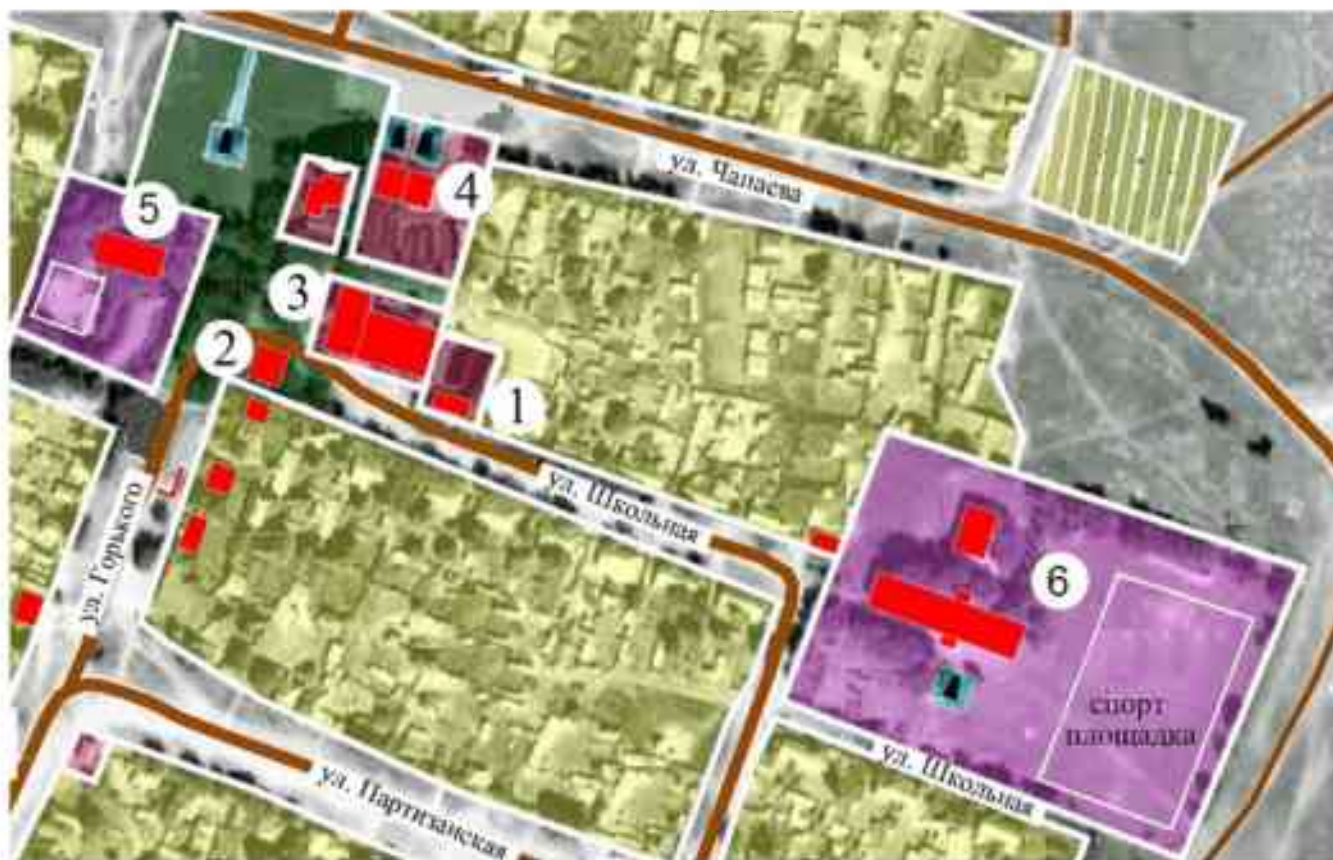 ул. Чапаева
5
4
3
2
1
ул. Школьная
ул. Горького
6
спорт
площадка
ул. Школьная
ул. Партизанская